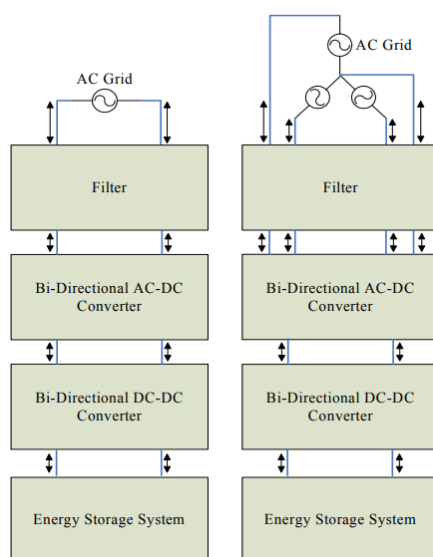 AC Grid
Filter
Bi-Directional AC-DC
Converter
Bi-Directional DC-DC
Converter
Energy Storage System
AC Grid
Filter
Bi-Directional AC-DC
Converter
Bi-Directional DC-DC
Converter
Energy Storage System